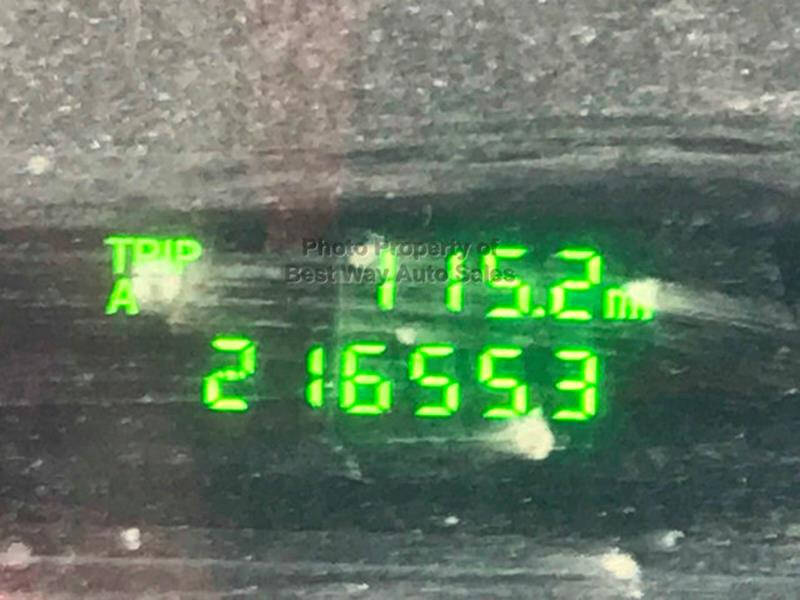 Photo Property of
Best Way Auto Sales
TRIP
A 115.2 mi
216553